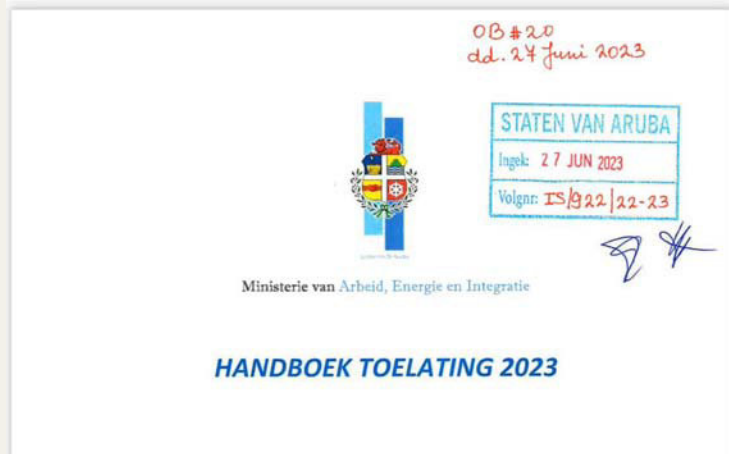 OB #20
dd. 27 Juni 2023
STATEN VAN ARUBA
Ingek: 27 JUN 2023
Volgnr: IS/922/22-23
Ministerie van Arbeid, Energie en Integratie
HANDBOEK TOELATING 2023